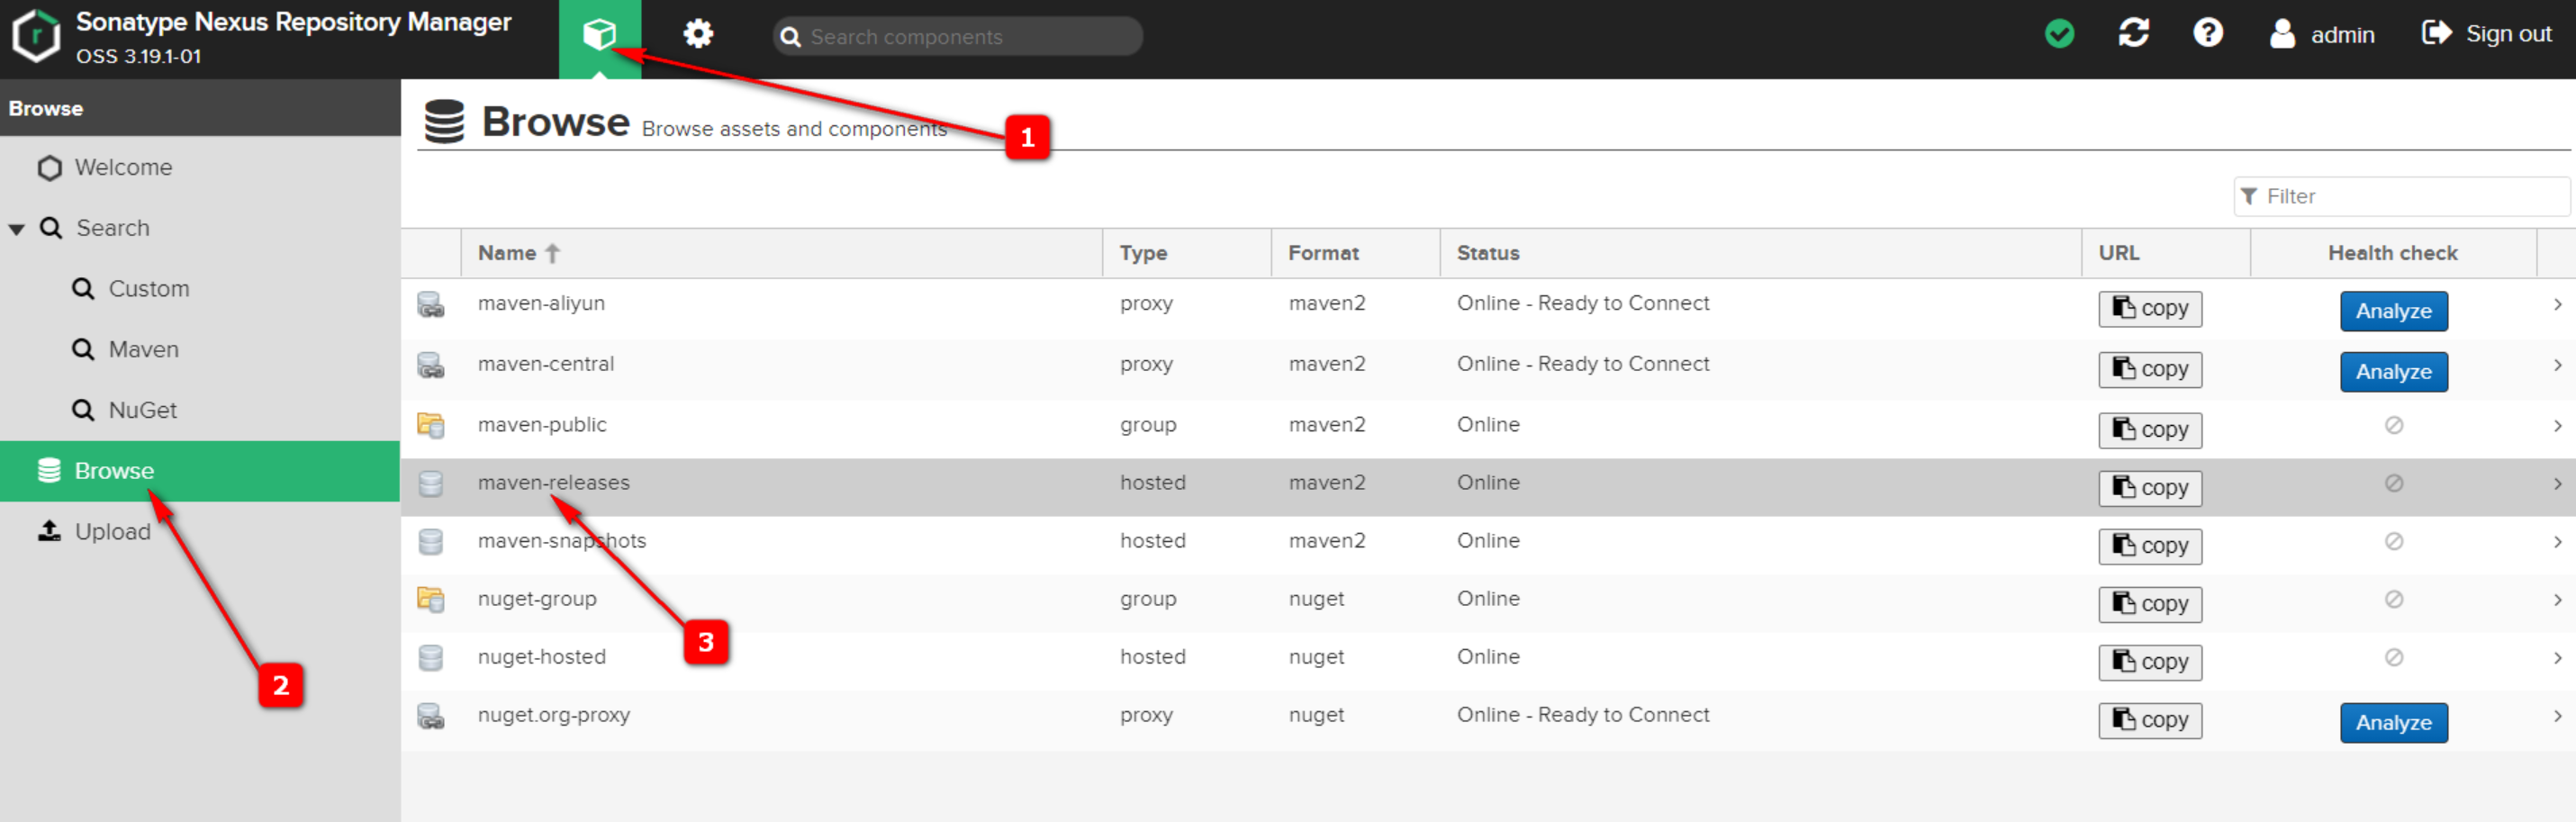 Sonatype Nexus Repository Manager
OSS 3.19.1-01
Search components
admin
Sign out
Browse
Welcome
Search
Custom
Maven
NuGet
Browse
Upload
Browse Browse assets and components
1
2
3
Filter
Name Type Format Status URL Health check
maven-aliyun proxy maven2 Online - Ready to Connect copy Analyze
maven-central proxy maven2 Online - Ready to Connect copy Analyze
maven-public group maven2 Online copy
maven-releases hosted maven2 Online copy
maven-snapshots hosted maven2 Online copy
nuget-group group nuget Online copy
nuget-hosted hosted nuget Online copy
nuget.org-proxy proxy nuget Online - Ready to Connect copy Analyze